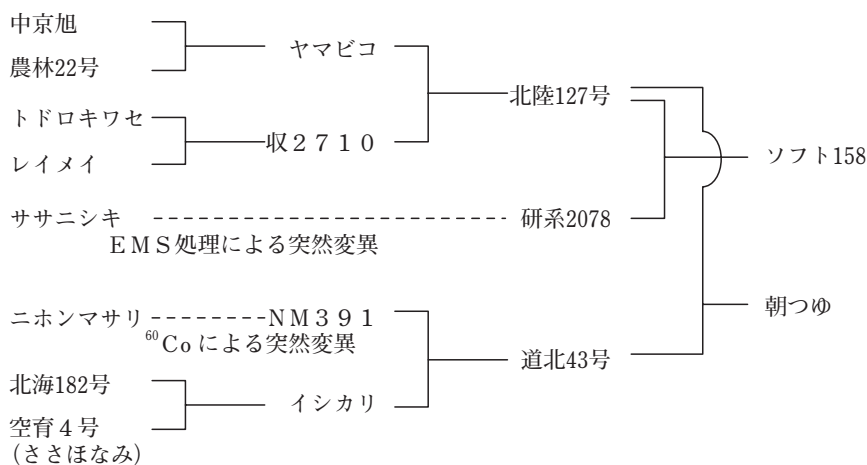 中京旭
ヤマビコ
農林22号
北陸127号
トドロキワセ
収２７１０
レイメイ
ソフト158
ササニシキ
研系2078
ＥＭＳ処理による突然変異
朝つゆ
ニホンマサリ
ＮＭ３９１
⁶⁰Ｃｏによる突然変異
道北43号
北海182号
イシカリ
空育４号
(ささほなみ)